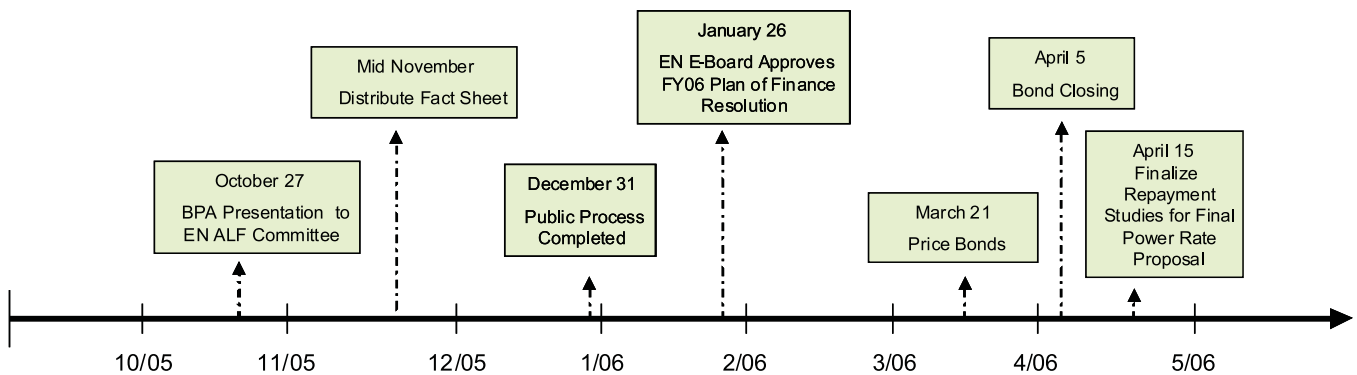 October 27
BPA Presentation to
EN ALF Committee
Mid November
Distribute Fact Sheet
December 31
Public Process
Completed
January 26
EN E-Board Approves
FY06 Plan of Finance
Resolution
March 21
Price Bonds
April 5
Bond Closing
April 15
Finalize
Repayment
Studies for Final
Power Rate
Proposal
10/05
11/05
12/05
1/06
2/06
3/06
4/06
5/06